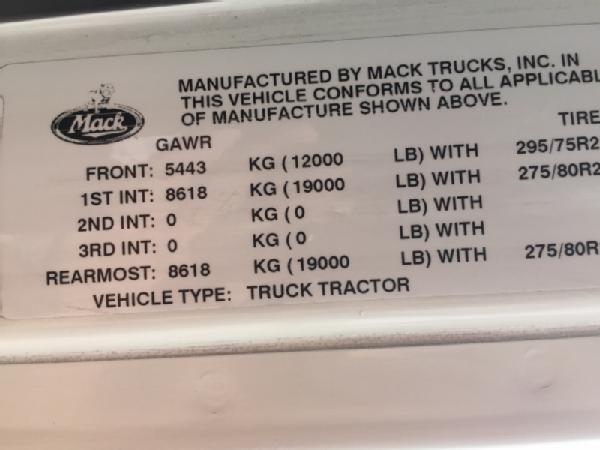 MANUFACTURED BY MACK TRUCKS, INC. IN
THIS VEHICLE CONFORMS TO ALL APPLICABL
OF MANUFACTURE SHOWN ABOVE.
Mack
GAWR TIRE
FRONT: 5443 KG (12000 LB) WITH 295/75R2
1ST INT: 8618 KG (19000 LB) WITH 275/80R2
2ND INT: 0 KG (0 LB) WITH
3RD INT: 0 KG (0 LB) WITH
REARMOST: 8618 KG (19000 LB) WITH 275/80R
VEHICLE TYPE: TRUCK TRACTOR